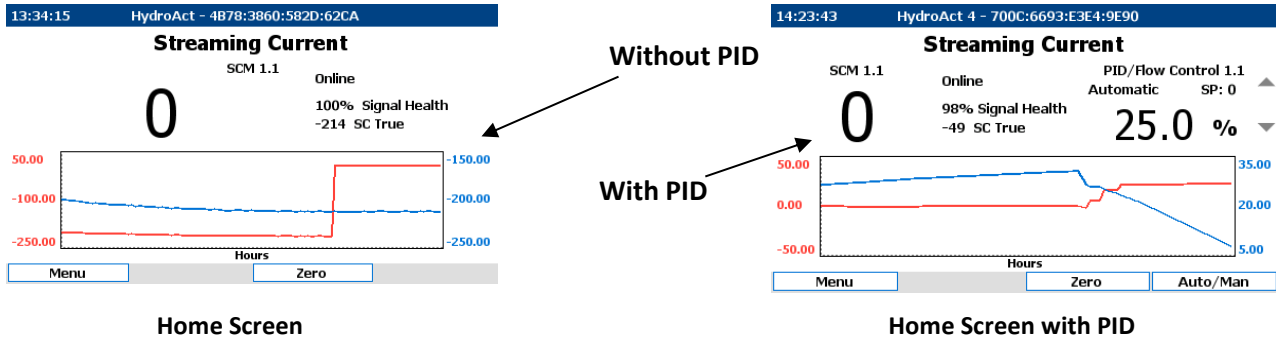 13:34:15 HydroAct - 4B78:3860:582D:62CA
Streaming Current
SCM 1.1
Online
0
100% Signal Health
-214 SC True
50.00
-100.00
-250.00
-150.00
-200.00
-250.00
Hours
Menu
Zero
Home Screen
Without PID
With PID
14:23:43 HydroAct 4 - 700C:6693:E3E4:9E90
Streaming Current
SCM 1.1
Online
0
98% Signal Health
-49 SC True
PID/Flow Control 1.1
Automatic SP: 0
25.0 %
50.00
0.00
-50.00
35.00
20.00
5.00
Hours
Menu
Zero
Auto/Man
Home Screen with PID